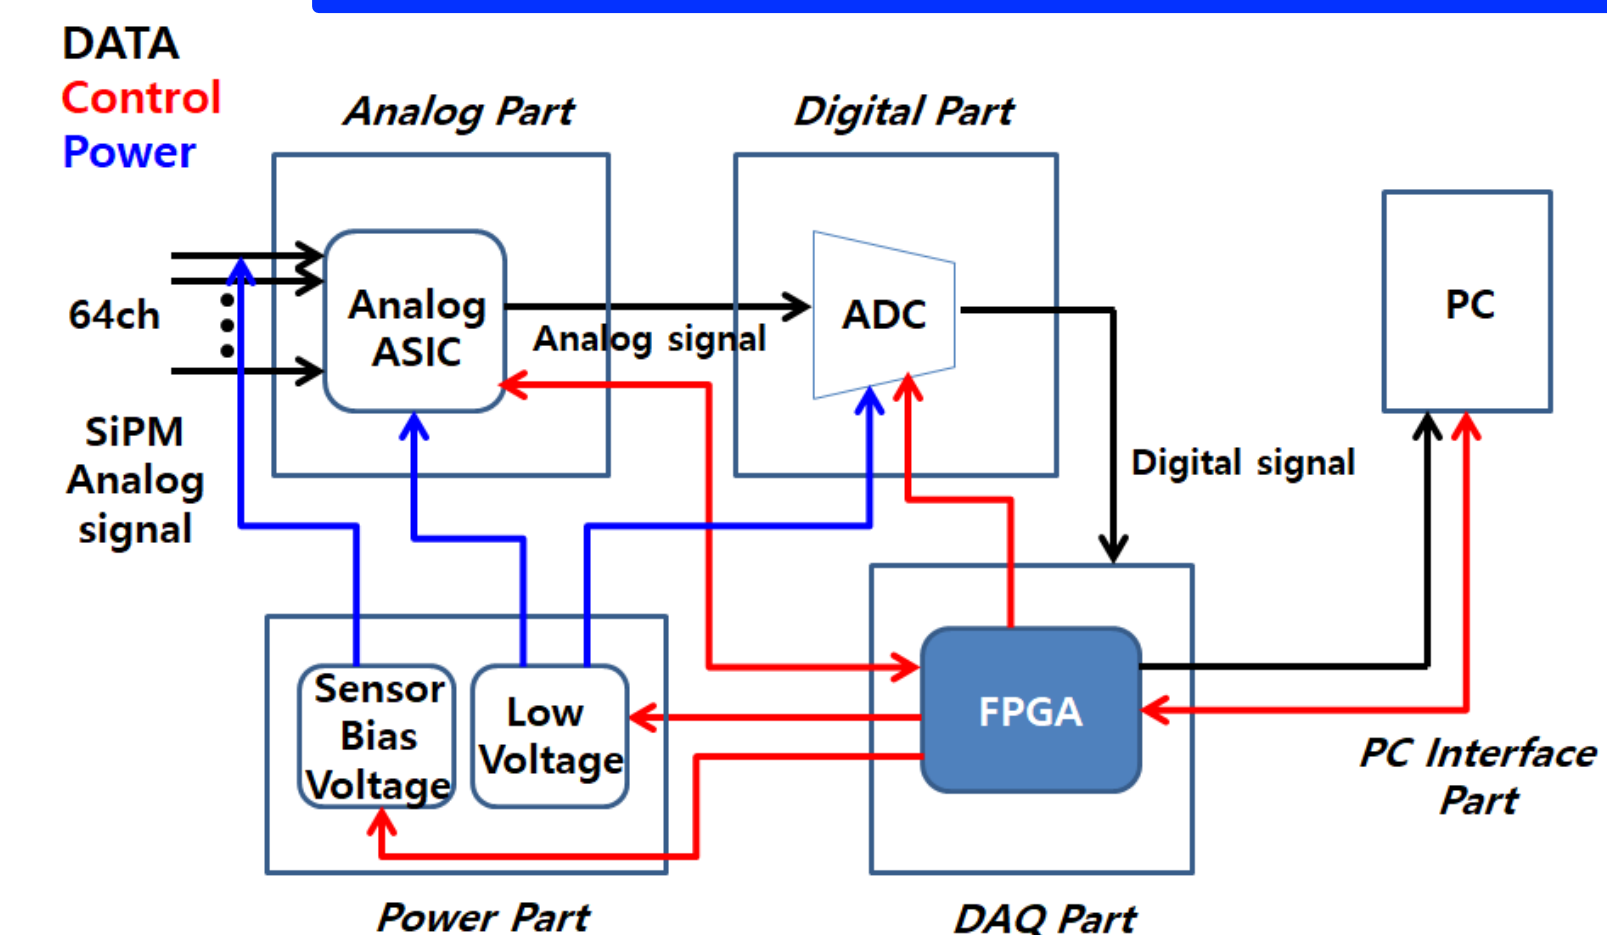 DATA
Control
Power
Analog Part
Digital Part
64ch
SiPM
Analog
signal
Analog
ASIC
Analog signal
ADC
Digital signal
PC
Sensor
Bias
Voltage
Low
Voltage
FPGA
PC Interface
Part
Power Part
DAQ Part